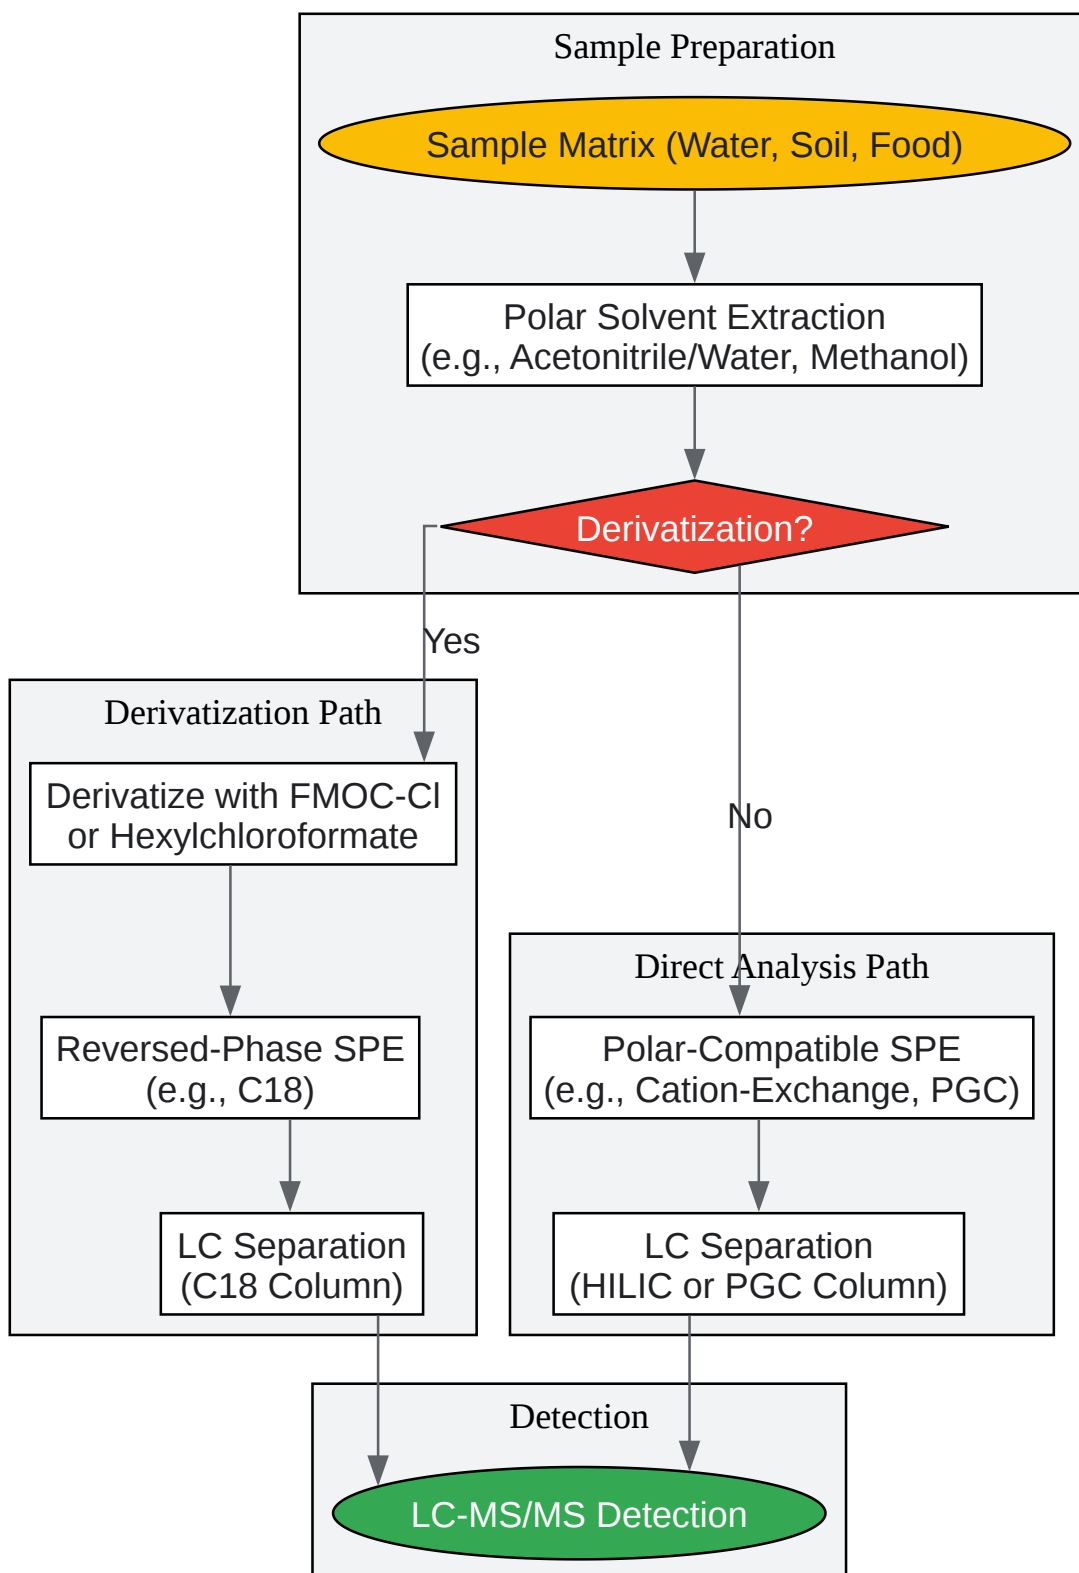 Sample Preparation
Sample Matrix (Water, Soil, Food)
Polar Solvent Extraction
(e.g., Acetonitrile/Water, Methanol)
Derivatization?
Yes
Derivatization Path
Derivatize with FMOC-Cl
or Hexylchloroformate
No
Direct Analysis Path
Reversed-Phase SPE
(e.g., C18)
Polar-Compatible SPE
(e.g., Cation-Exchange, PGC)
LC Separation
(C18 Column)
LC Separation
(HILIC or PGC Column)
Detection
LC-MS/MS Detection